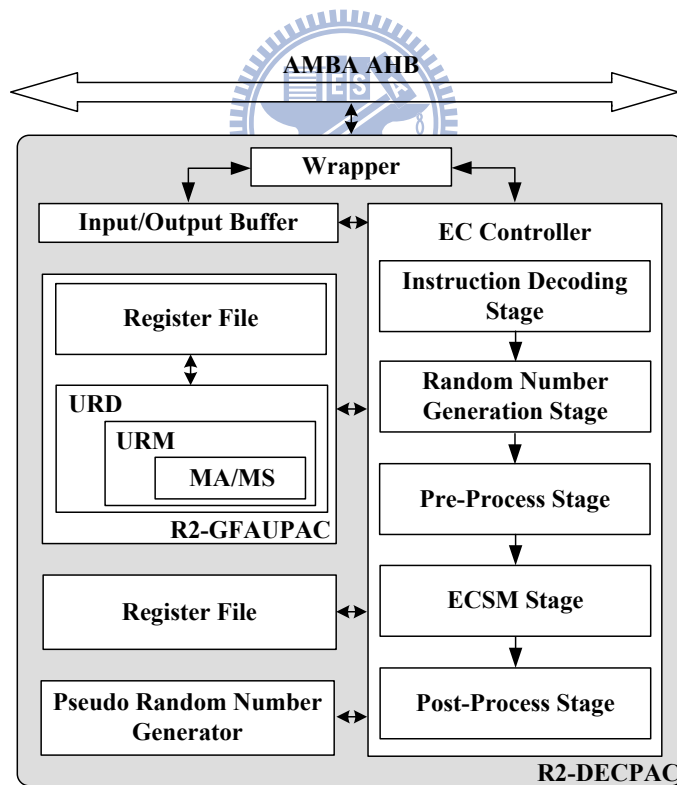 AMBA AHB
E S A
Wrapper
Input/Output Buffer
EC Controller
Instruction Decoding
Stage
Register File
Random Number
Generation Stage
URD
URM
MA/MS
R2-GFAUPAC
Pre-Process Stage
Register File
ECSM Stage
Pseudo Random Number
Generator
Post-Process Stage
R2-DECPAC